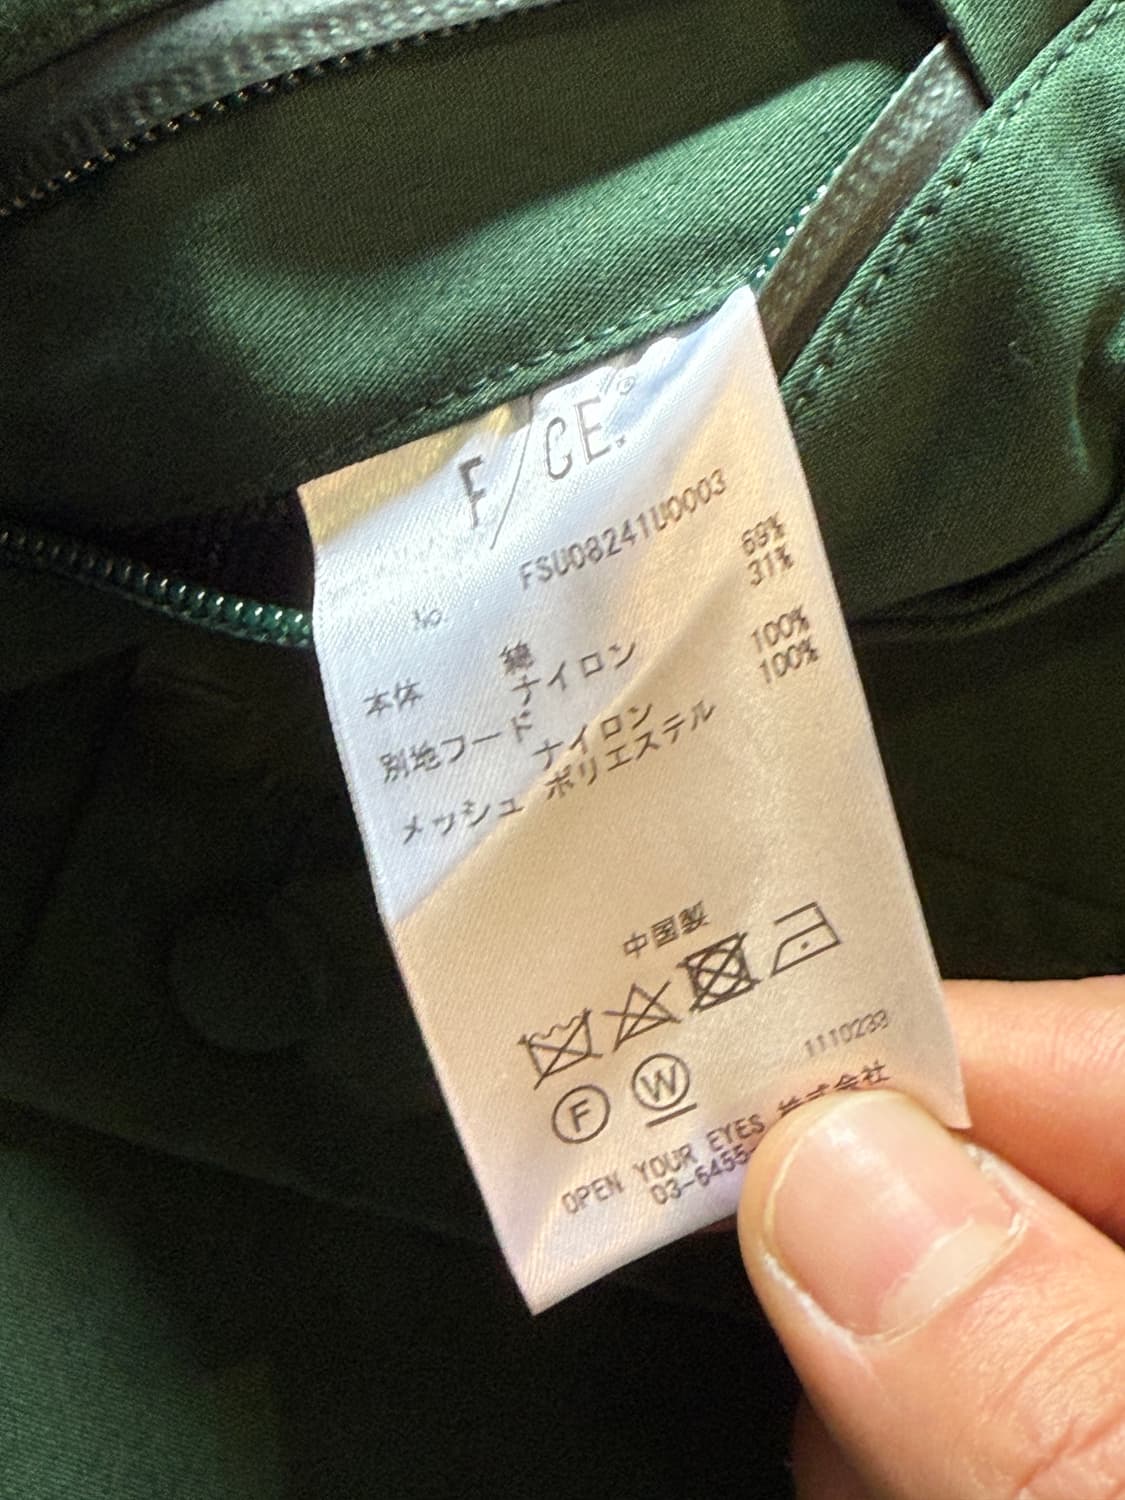 F/CE.®
No. FSU08241U0003
本体 綿 69%
ナイロン 31%
別地フード ナイロン 100%
メッシュ ポリエステル 100%
中国製
F W
1110233
OPEN YOUR EYES 株式会社
03-6455-